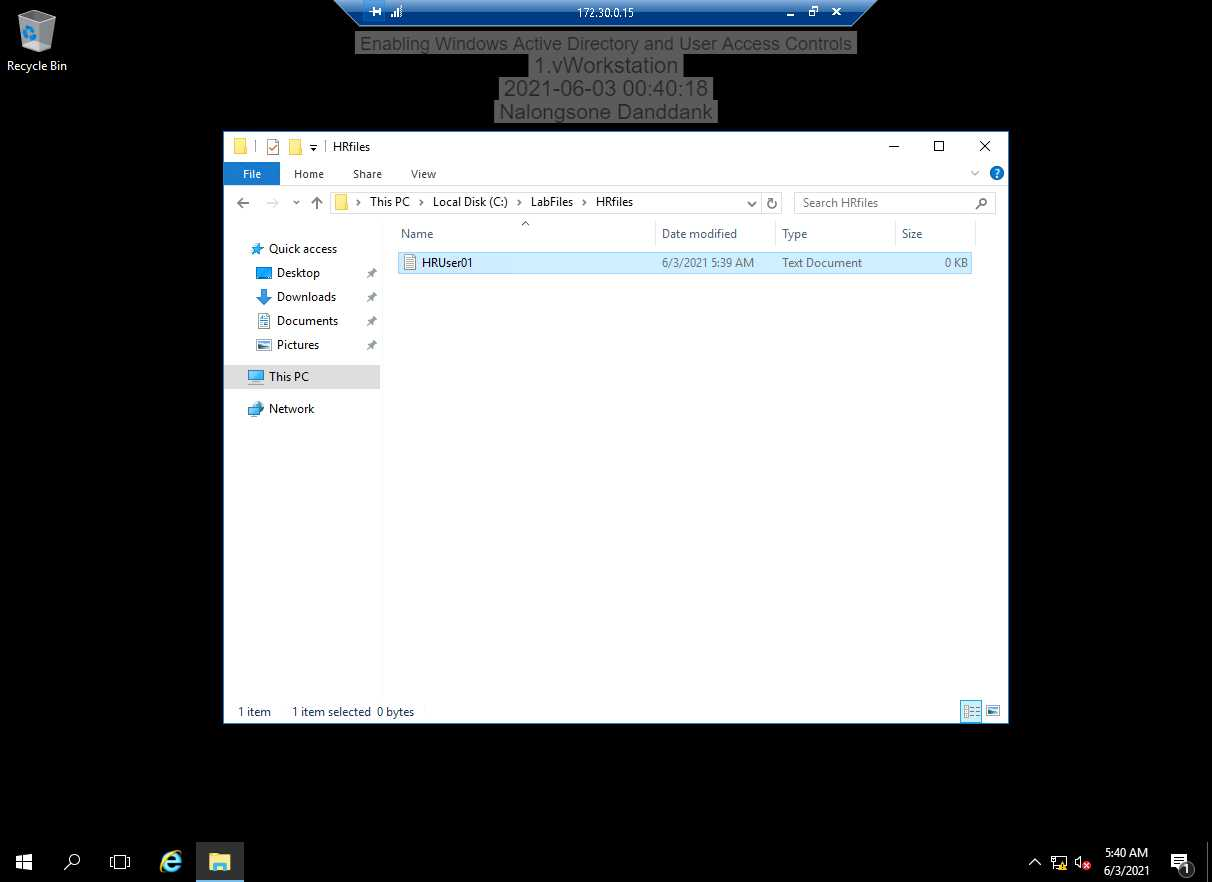 172.30.0.15
Recycle Bin
Enabling Windows Active Directory and User Access Controls
1.vWorkstation
2021-06-03 00:40:18
Nalongsone Danddank
HRfiles
File Home Share View
This PC > Local Disk (C:) > LabFiles > HRfiles
Search HRfiles
Name Date modified Type Size
HRUser01 6/3/2021 5:39 AM Text Document 0 KB
Quick access
Desktop
Downloads
Documents
Pictures
This PC
Network
1 item 1 item selected 0 bytes
5:40 AM
6/3/2021
1